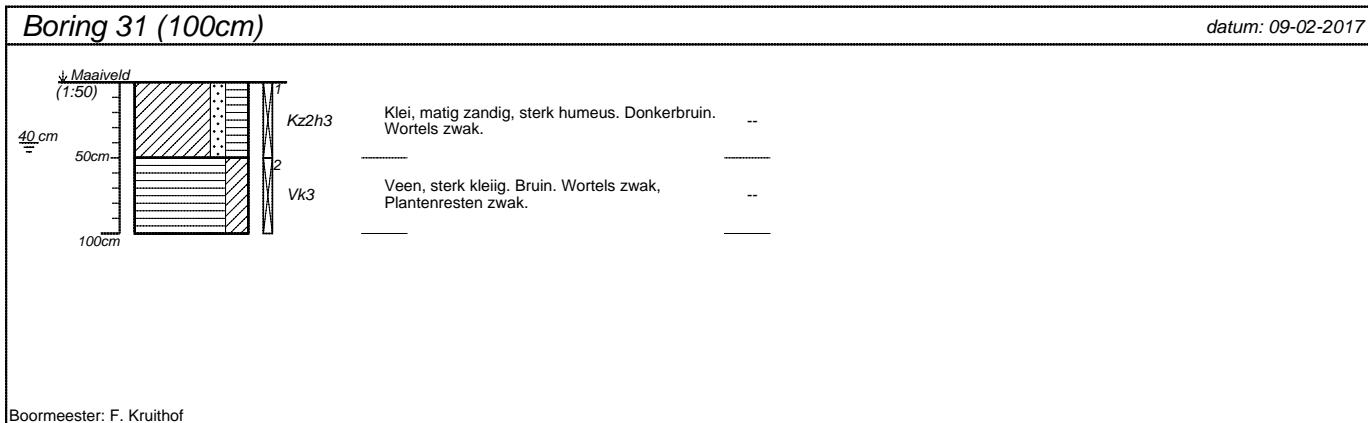 Boring 31 (100cm)
datum: 09-02-2017
Maaiveld
(1:50)
1
Kz2h3
Klei, matig zandig, sterk humeus. Donkerbruin.
Wortels zwak.
--
40 cm
50cm
2
Vk3
Veen, sterk kleiig. Bruin. Wortels zwak,
Plantenresten zwak.
--
100cm
Boormeester: F. Kruithof